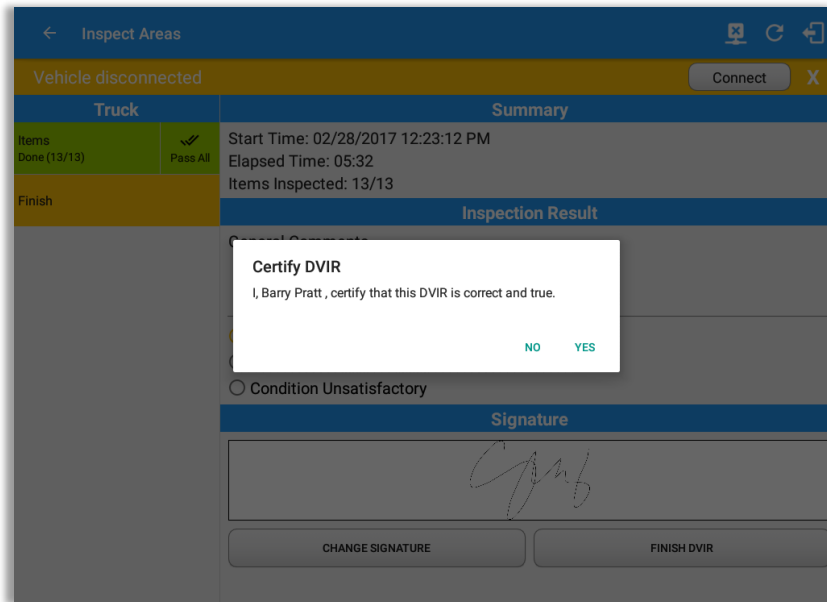 Inspect Areas
Vehicle disconnected
Connect
X
Truck
Summary
Items
Done (13/13)
Pass All
Finish
Start Time: 02/28/2017 12:23:12 PM
Elapsed Time: 05:32
Items Inspected: 13/13
Inspection Result
General Comments
Certify DVIR
I, Barry Pratt , certify that this DVIR is correct and true.
NO YES
Condition Unsatisfactory
Signature
CHANGE SIGNATURE
FINISH DVIR